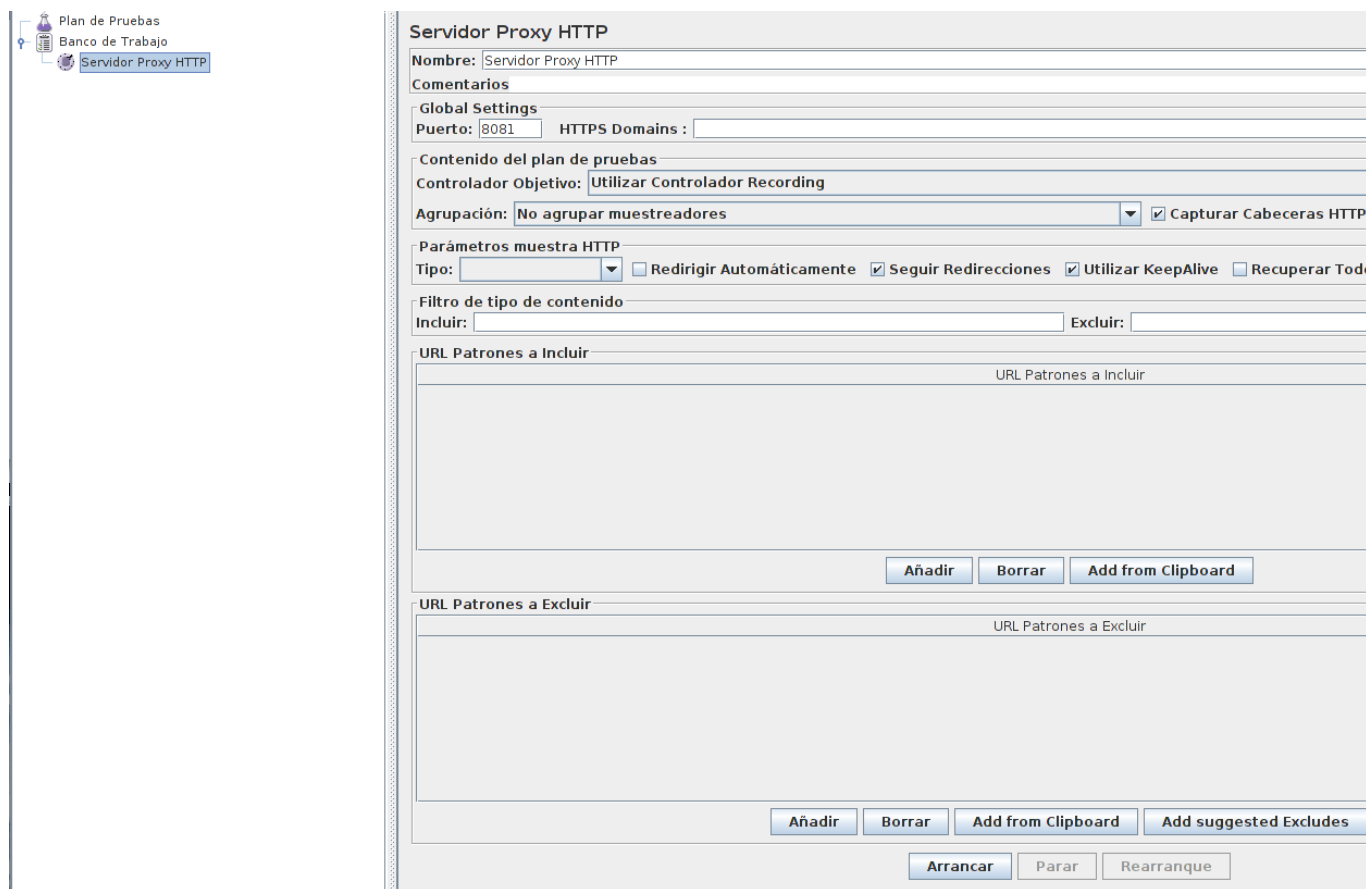 Plan de Pruebas
Banco de Trabajo
Servidor Proxy HTTP
Servidor Proxy HTTP
Nombre: Servidor Proxy HTTP
Comentarios
Global Settings
Puerto: 8081 HTTPS Domains :
Contenido del plan de pruebas
Controlador Objetivo: Utilizar Controlador Recording
Agrupación: No agrupar muestreadores Capturar Cabeceras HTTP
Parámetros muestra HTTP
Tipo: Redirigir Automáticamente Seguir Redirecciones Utilizar KeepAlive Recuperar Tod
Filtro de tipo de contenido
Incluir: Excluir:
URL Patrones a Incluir
URL Patrones a Incluir
Añadir Borrar Add from Clipboard
URL Patrones a Excluir
URL Patrones a Excluir
Añadir Borrar Add from Clipboard Add suggested Excludes
Arrancar Parar Rearranque